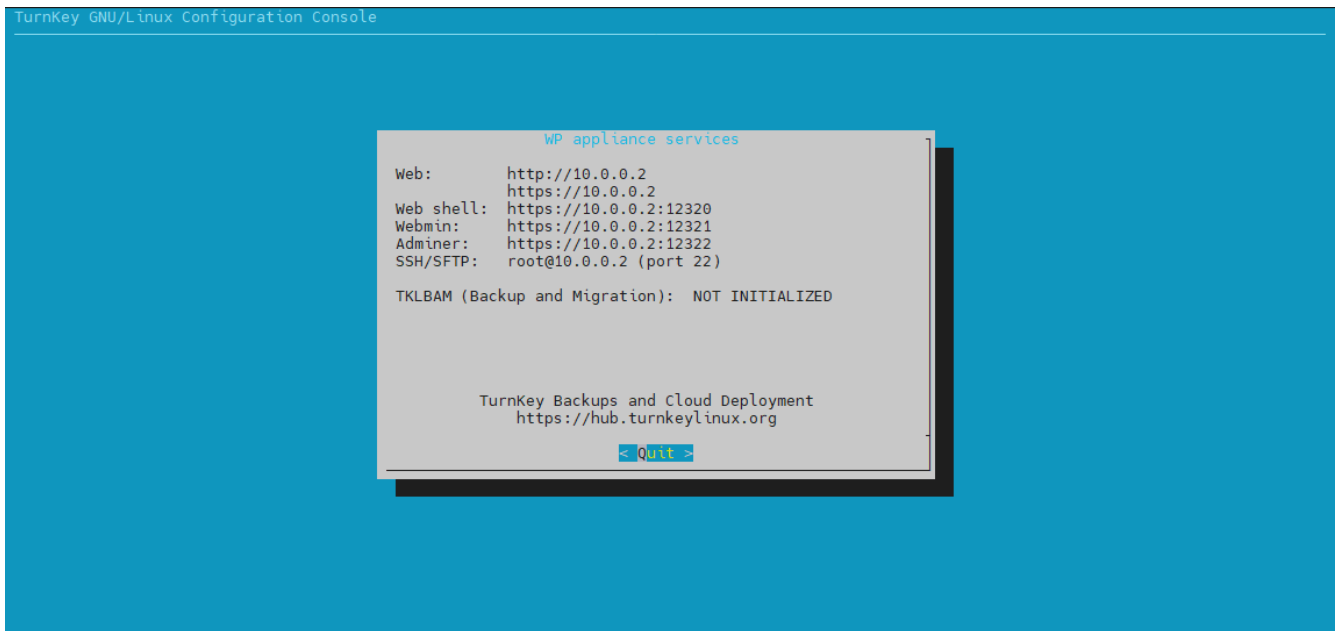 TurnKey GNU/Linux Configuration Console
WP appliance services
Web: http://10.0.0.2
https://10.0.0.2
Web shell: https://10.0.0.2:12320
Webmin: https://10.0.0.2:12321
Adminer: https://10.0.0.2:12322
SSH/SFTP: root@10.0.0.2 (port 22)
TKLBAM (Backup and Migration): NOT INITIALIZED
TurnKey Backups and Cloud Deployment
https://hub.turnkeylinux.org
< Quit >